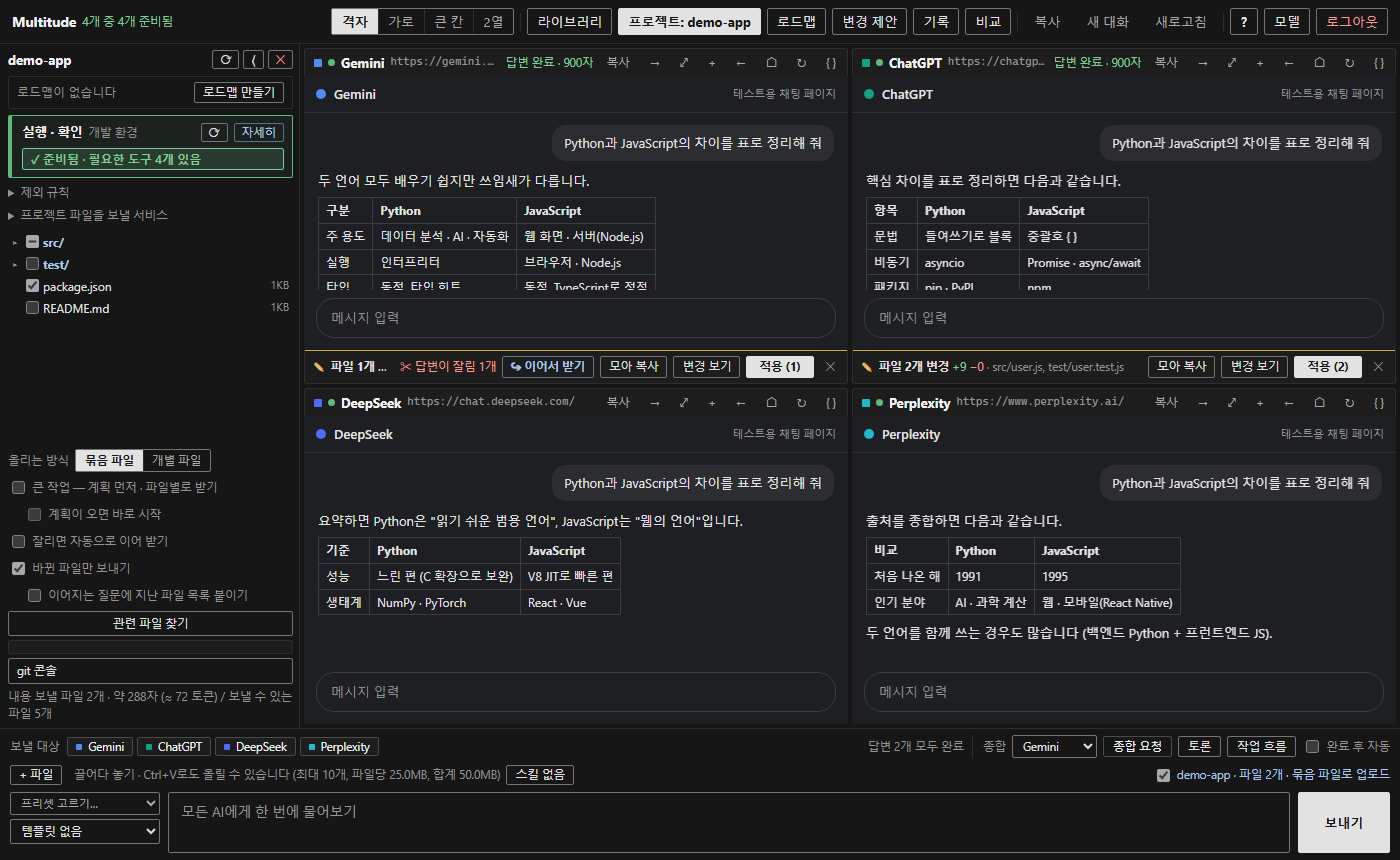 Multitude 4개 중 4개 준비됨
격자 가로 큰 칸 2열 라이브러리 프로젝트: demo-app 로드맵 변경 제안 기록 비교 복사 새 대화 새로고침 ? 모델 로그아웃
demo-app
로드맵이 없습니다 로드맵 만들기
실행 · 확인 개발 환경 자세히
✓ 준비됨 · 필요한 도구 4개 있음
제외 규칙
프로젝트 파일을 보낼 서비스
src/
test/
package.json 1KB
README.md 1KB
올리는 방식 묶음 파일 개별 파일
큰 작업 — 계획 먼저 · 파일별로 받기
계획이 오면 바로 시작
잘리면 자동으로 이어 받기
바뀐 파일만 보내기
이어지는 질문에 지난 파일 목록 붙이기
관련 파일 찾기
git 콘솔
내용 보낼 파일 2개 · 약 288자 (≈ 72 토큰) / 보낼 수 있는
파일 5개
Gemini https://gemini.… 답변 완료 · 900자 복사 → ⤢ + ← ↻ { }
Gemini 테스트용 채팅 페이지
Python과 JavaScript의 차이를 표로 정리해 줘
두 언어 모두 배우기 쉽지만 쓰임새가 다릅니다.
구분 Python JavaScript
주 용도 데이터 분석 · AI · 자동화 웹 화면 · 서버(Node.js)
실행 인터프리터 브라우저 · Node.js
타입 동적, 타입 힌트 동적, TypeScript로 정적
메시지 입력
파일 1개 ... 답변이 잘림 1개 이어서 받기 모아 복사 변경 보기 적용 (1)
ChatGPT https://chatgp… 답변 완료 · 900자 복사 → ⤢ + ← ↻ { }
ChatGPT 테스트용 채팅 페이지
Python과 JavaScript의 차이를 표로 정리해 줘
핵심 차이를 표로 정리하면 다음과 같습니다.
항목 Python JavaScript
문법 들여쓰기로 블록 중괄호 { }
비동기 asyncio Promise · async/await
패키지 pip · PyPI npm
메시지 입력
파일 2개 변경 +9 −0 · src/user.js, test/user.test.js 모아 복사 변경 보기 적용 (2)
DeepSeek https://chat.deepseek.com/ 복사 → ⤢ + ← ↻ { }
DeepSeek 테스트용 채팅 페이지
Python과 JavaScript의 차이를 표로 정리해 줘
요약하면 Python은 "읽기 쉬운 범용 언어", JavaScript는 "웹의 언어"입니다.
기준 Python JavaScript
성능 느린 편 (C 확장으로 보완) V8 JIT로 빠른 편
생태계 NumPy · PyTorch React · Vue
메시지 입력
Perplexity https://www.perplexity.ai/ 복사 → ⤢ + ← ↻ { }
Perplexity 테스트용 채팅 페이지
Python과 JavaScript의 차이를 표로 정리해 줘
출처를 종합하면 다음과 같습니다.
비교 Python JavaScript
처음 나온 해 1991 1995
인기 분야 AI · 과학 계산 웹 · 모바일(React Native)
두 언어를 함께 쓰는 경우도 많습니다 (백엔드 Python + 프런트엔드 JS).
메시지 입력
보낼 대상 Gemini ChatGPT DeepSeek Perplexity 답변 2개 모두 완료 종합 Gemini 종합 요청 토론 작업 흐름 완료 후 자동
+ 파일 끌어다 놓기 · Ctrl+V로도 올릴 수 있습니다 (최대 10개, 파일당 25.0MB, 합계 50.0MB) 스킬 없음 demo-app · 파일 2개 · 묶음 파일로 업로드
프리셋 고르기...
템플릿 없음
모든 AI에게 한 번에 물어보기
보내기